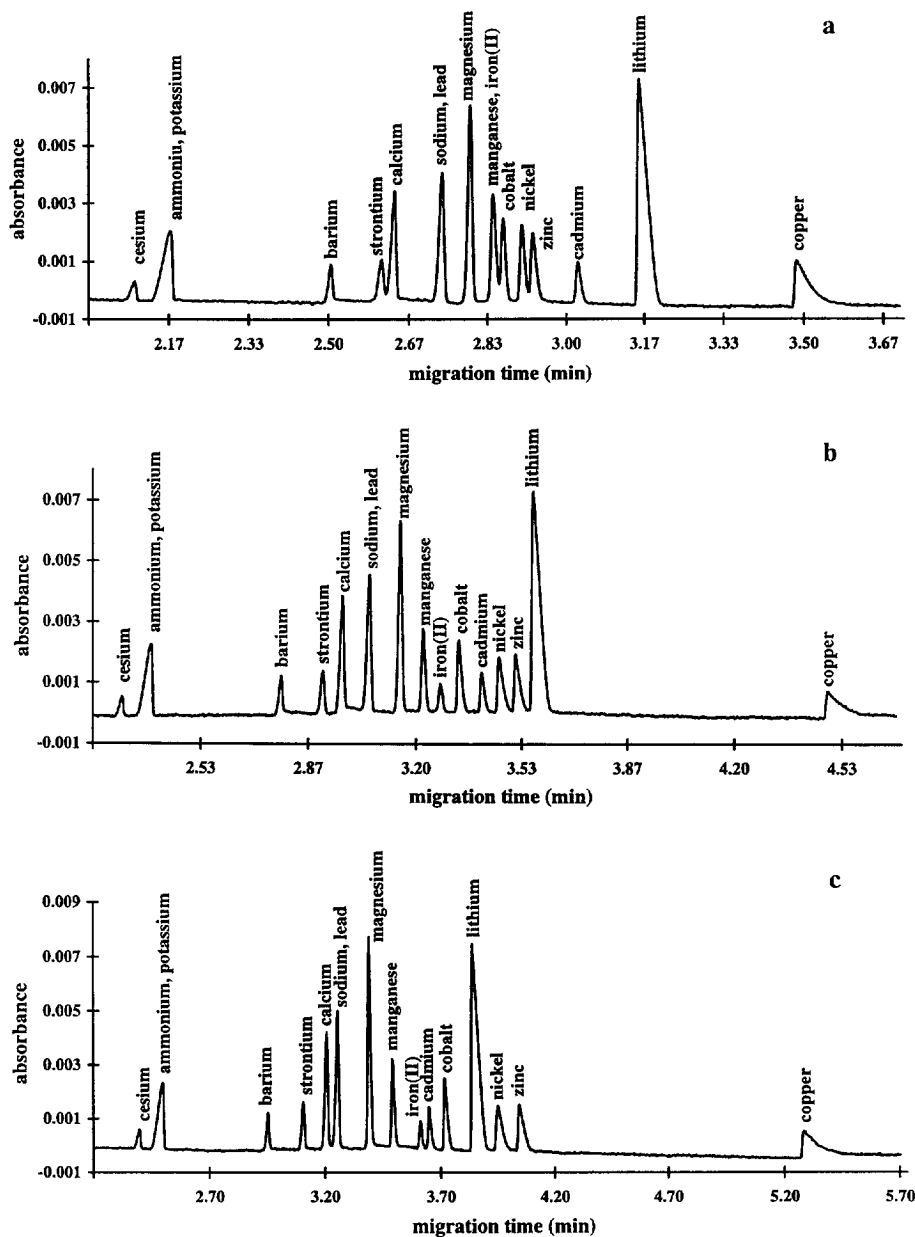 a
cesium
ammoniu, potassium
barium
strontium
calcium
sodium, lead
magnesium
manganese, iron(II)
cobalt
nickel
zinc
cadmium
lithium
copper
absorbance
0.007
0.005
0.003
0.001
-0.001
2.17 2.33 2.50 2.67 2.83 3.00 3.17 3.33 3.50 3.67
migration time (min)
b
cesium
ammonium, potassium
barium
strontium
calcium
sodium, lead
magnesium
manganese
iron(II)
cobalt
cadmium
nickel
zinc
lithium
copper
absorbance
0.007
0.005
0.003
0.001
-0.001
2.53 2.87 3.20 3.53 3.87 4.20 4.53
migration time (min)
c
cesium
ammonium, potassium
barium
strontium
calcium
sodium, lead
magnesium
manganese
iron(II)
cadmium
cobalt
lithium
nickel
zinc
copper
absorbance
0.009
0.007
0.005
0.003
0.001
-0.001
2.70 3.20 3.70 4.20 4.70 5.20 5.70
migration time (min)